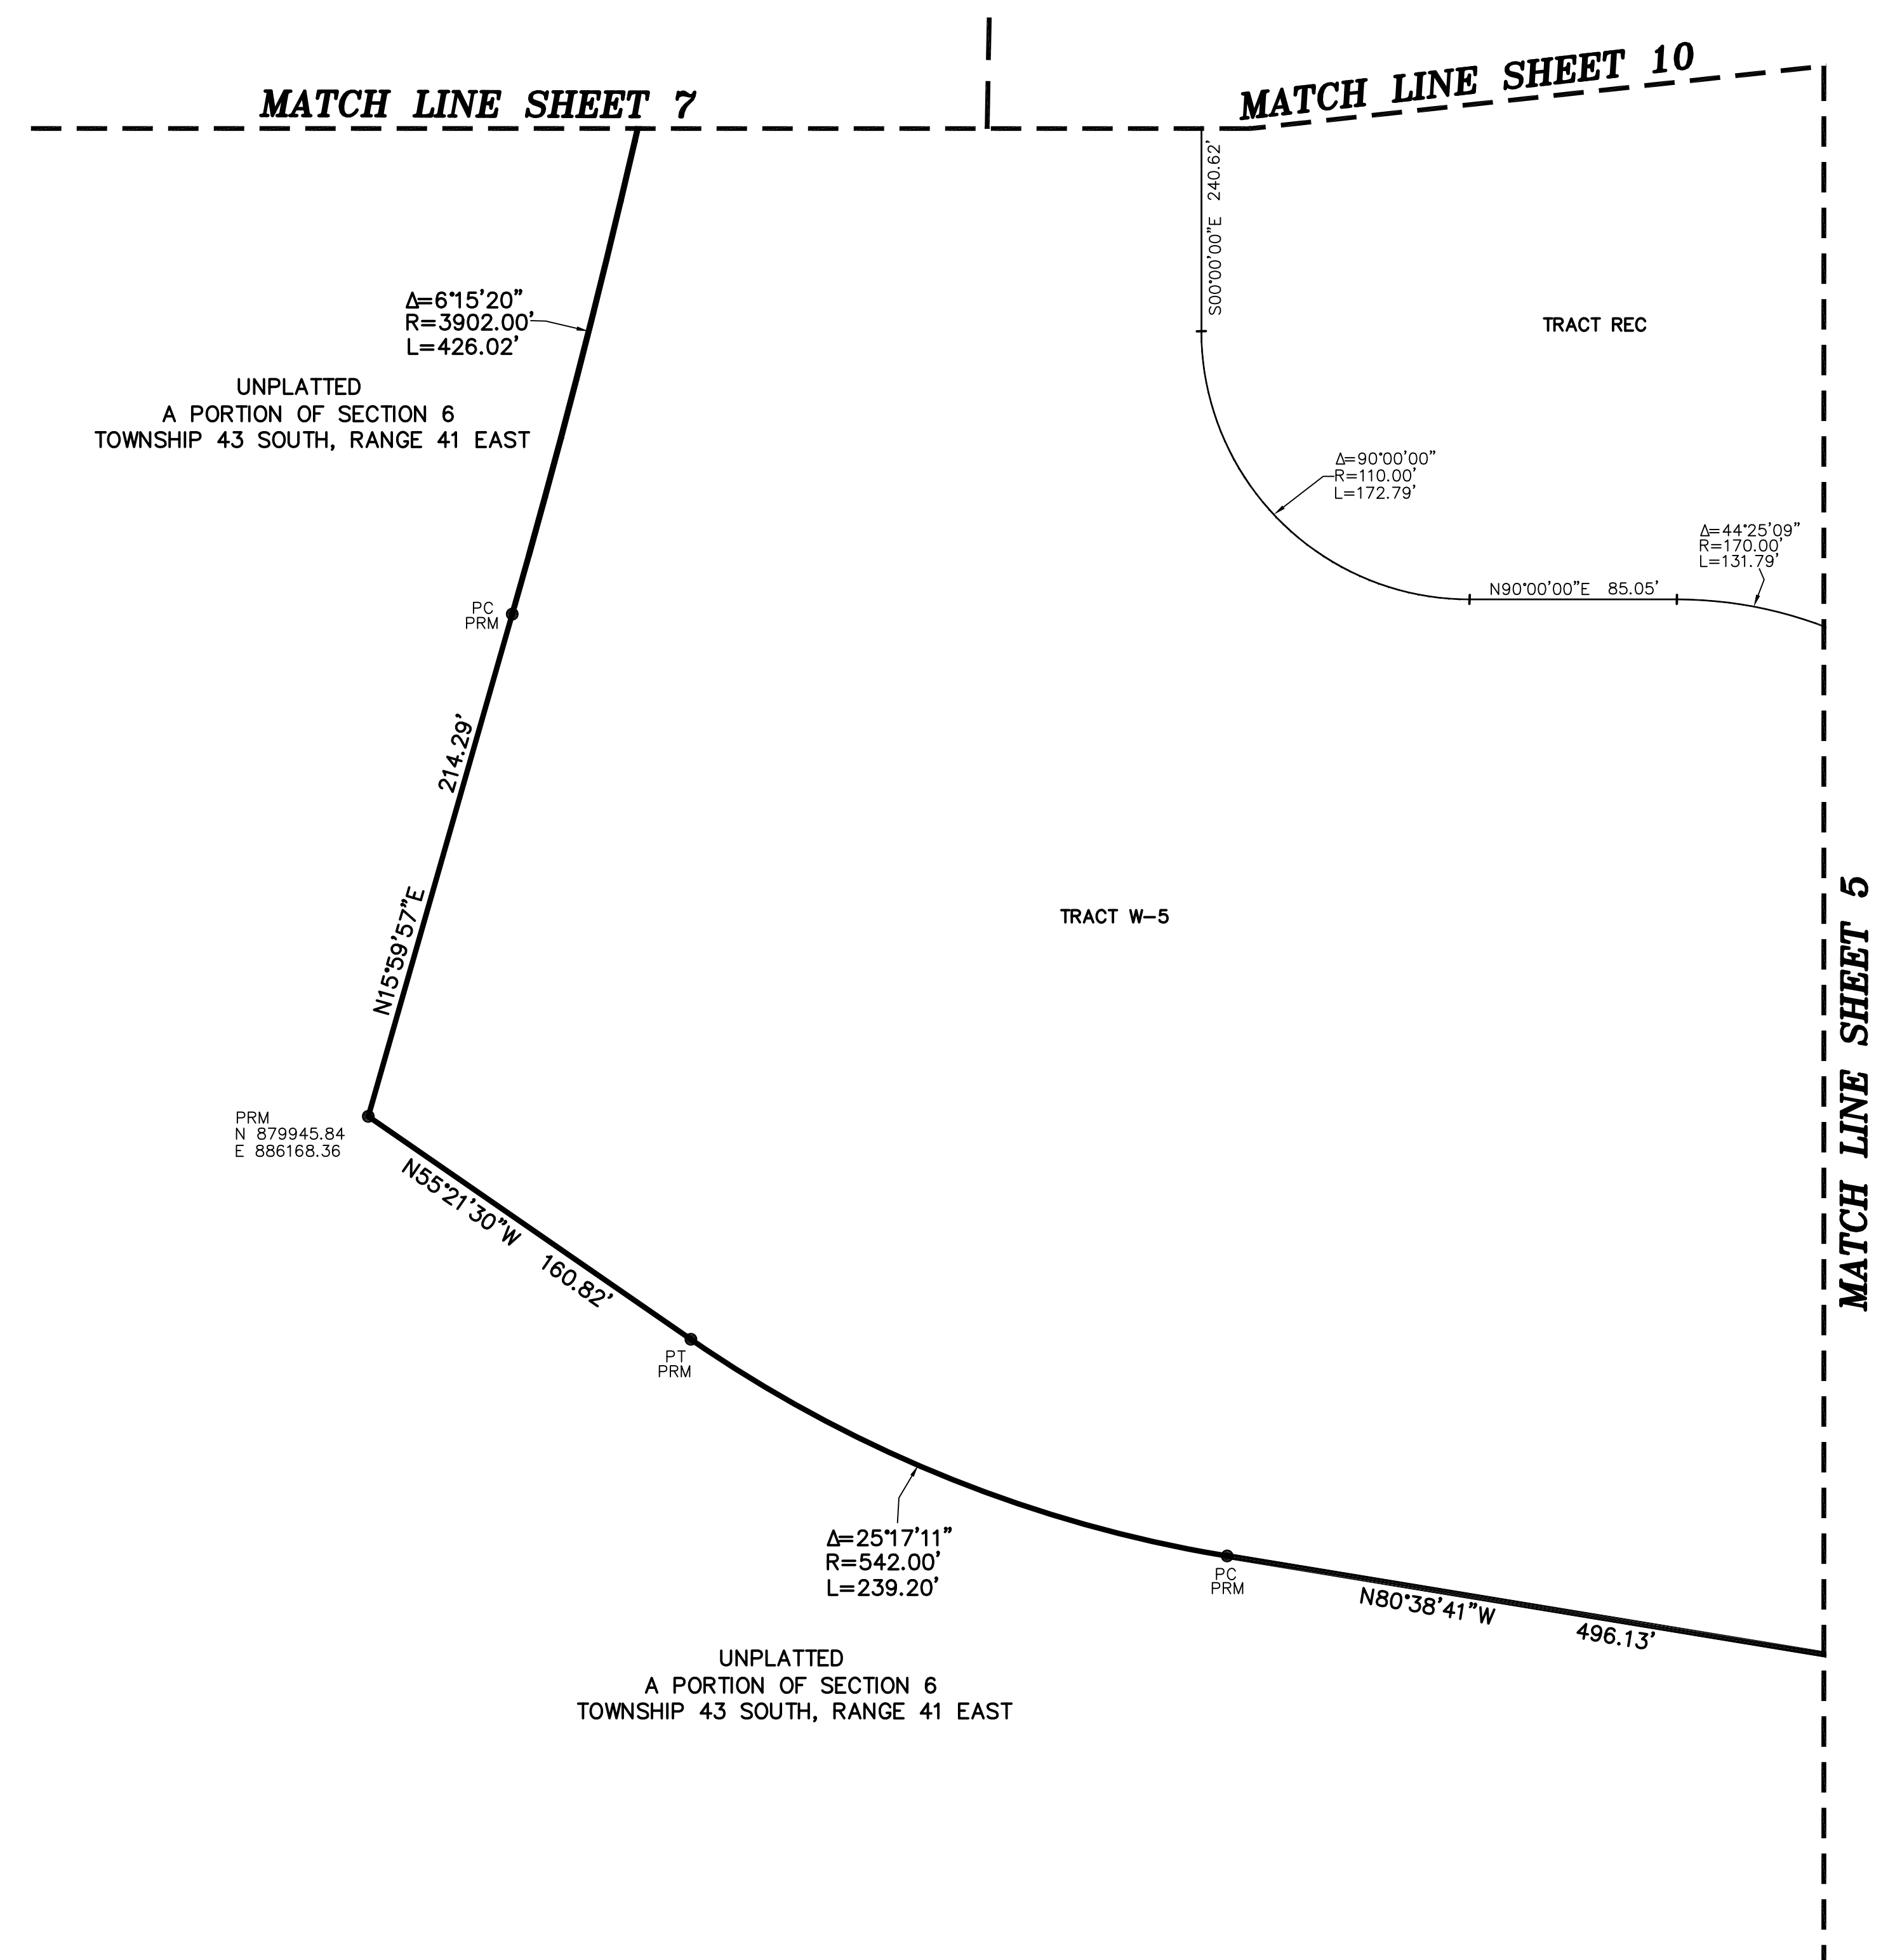 MATCH LINE SHEET 7
MATCH LINE SHEET 10
S00°00'00"E 240.62'
Δ=6°15'20"
R=3902.00'
L=426.02'
TRACT REC
UNPLATTED
A PORTION OF SECTION 6
TOWNSHIP 43 SOUTH, RANGE 41 EAST
Δ=90°00'00"
R=110.00'
L=172.79'
Δ=44°25'09"
R=170.00'
L=131.79'
N90°00'00"E 85.05'
PC
PRM
N15°59'57"E 214.29'
TRACT W-5
MATCH LINE SHEET 5
PRM
N 879945.84
E 886168.36
N55°21'30"W 160.82'
PT
PRM
Δ=25°17'11"
R=542.00'
L=239.20'
PC
PRM
N80°38'41"W 496.13'
UNPLATTED
A PORTION OF SECTION 6
TOWNSHIP 43 SOUTH, RANGE 41 EAST